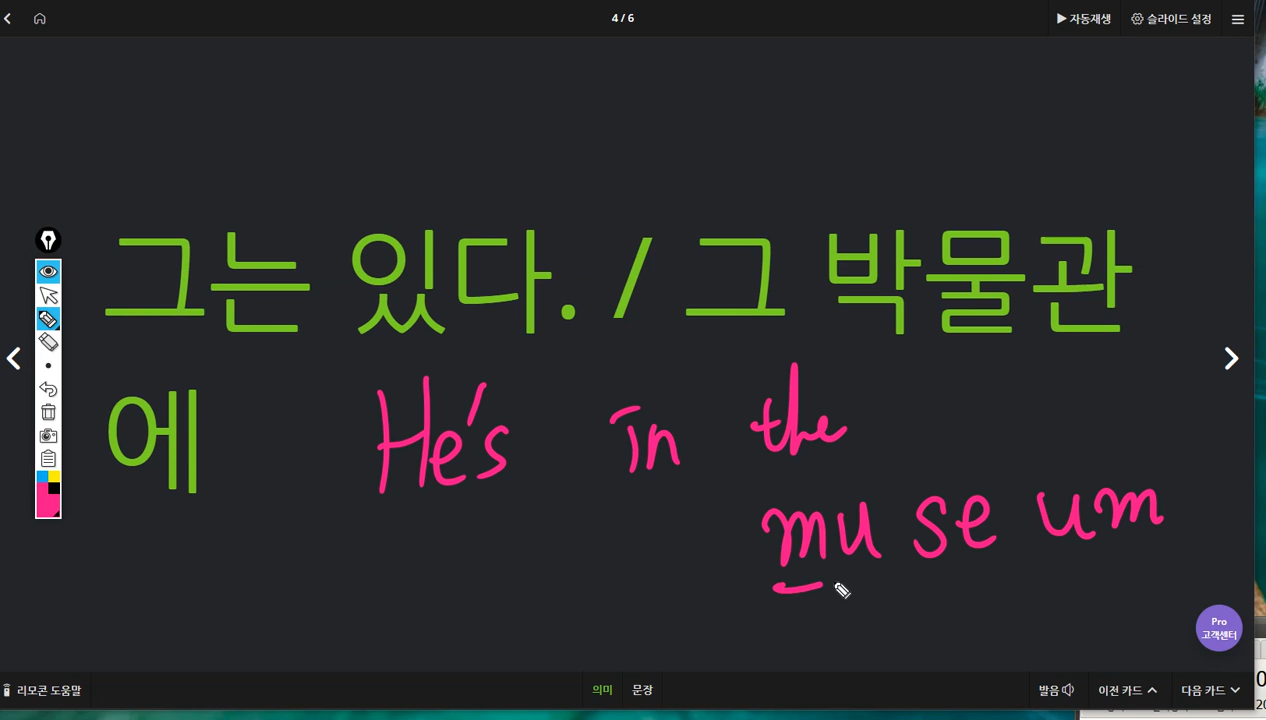 4 / 6
자동재생
슬라이드 설정
그는 있다. / 그 박물관
에
He's in the
mu se um
Pro
고객센터
리모콘 도움말
의미
문장
발음
이전 카드
다음 카드